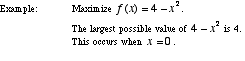 Example: Maximize f(x) = 4 – x².
The largest possible value of 4 – x² is 4.
This occurs when x = 0.